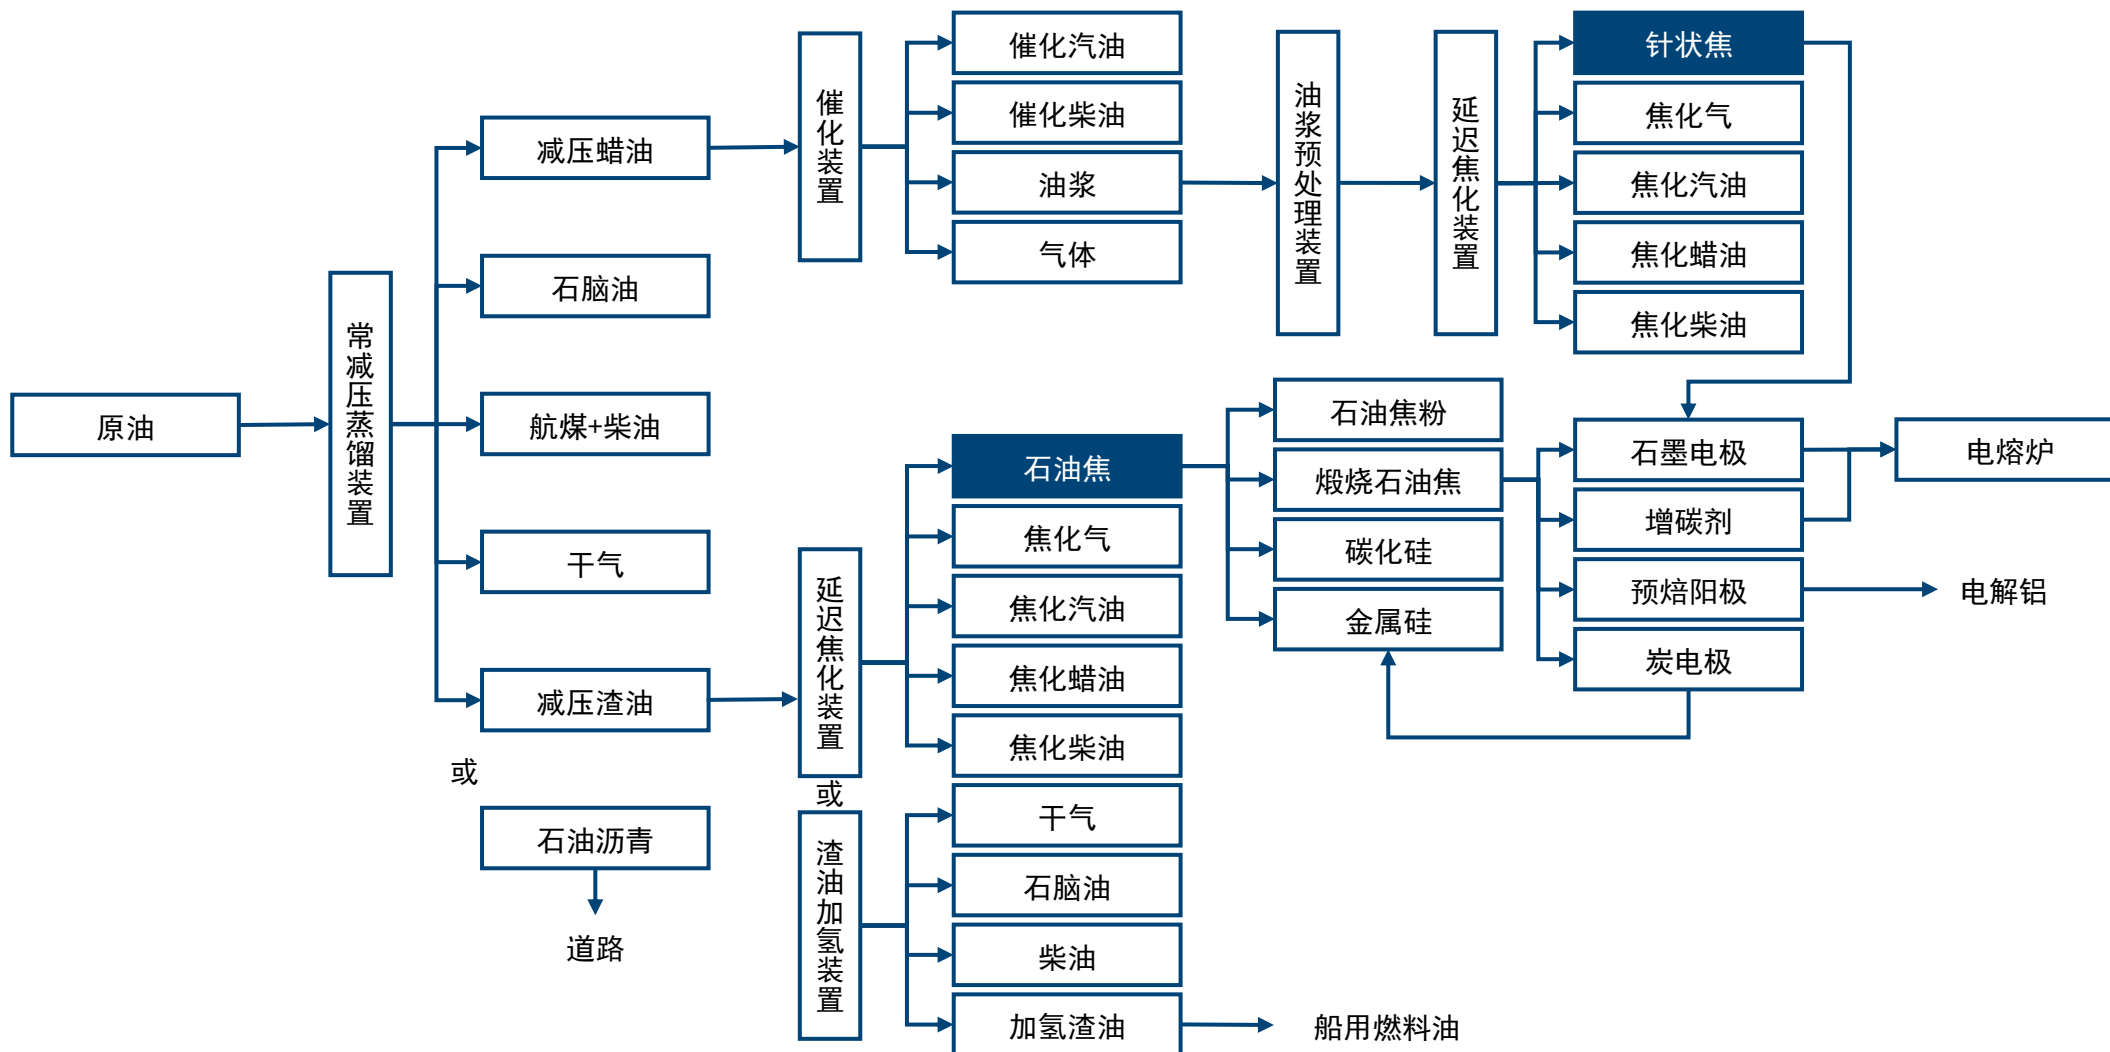 原油
常减压蒸馏装置
减压蜡油
石脑油
航煤+柴油
干气
减压渣油
或
石油沥青
道路
催化装置
催化汽油
催化柴油
油浆
气体
油浆预处理装置
延迟焦化装置
针状焦
焦化气
焦化汽油
焦化蜡油
焦化柴油
延迟焦化装置
或
渣油加氢装置
石油焦
焦化气
焦化汽油
焦化蜡油
焦化柴油
干气
石脑油
柴油
加氢渣油
船用燃料油
石油焦粉
煅烧石油焦
碳化硅
金属硅
石墨电极
增碳剂
预焙阳极
炭电极
电熔炉
电解铝